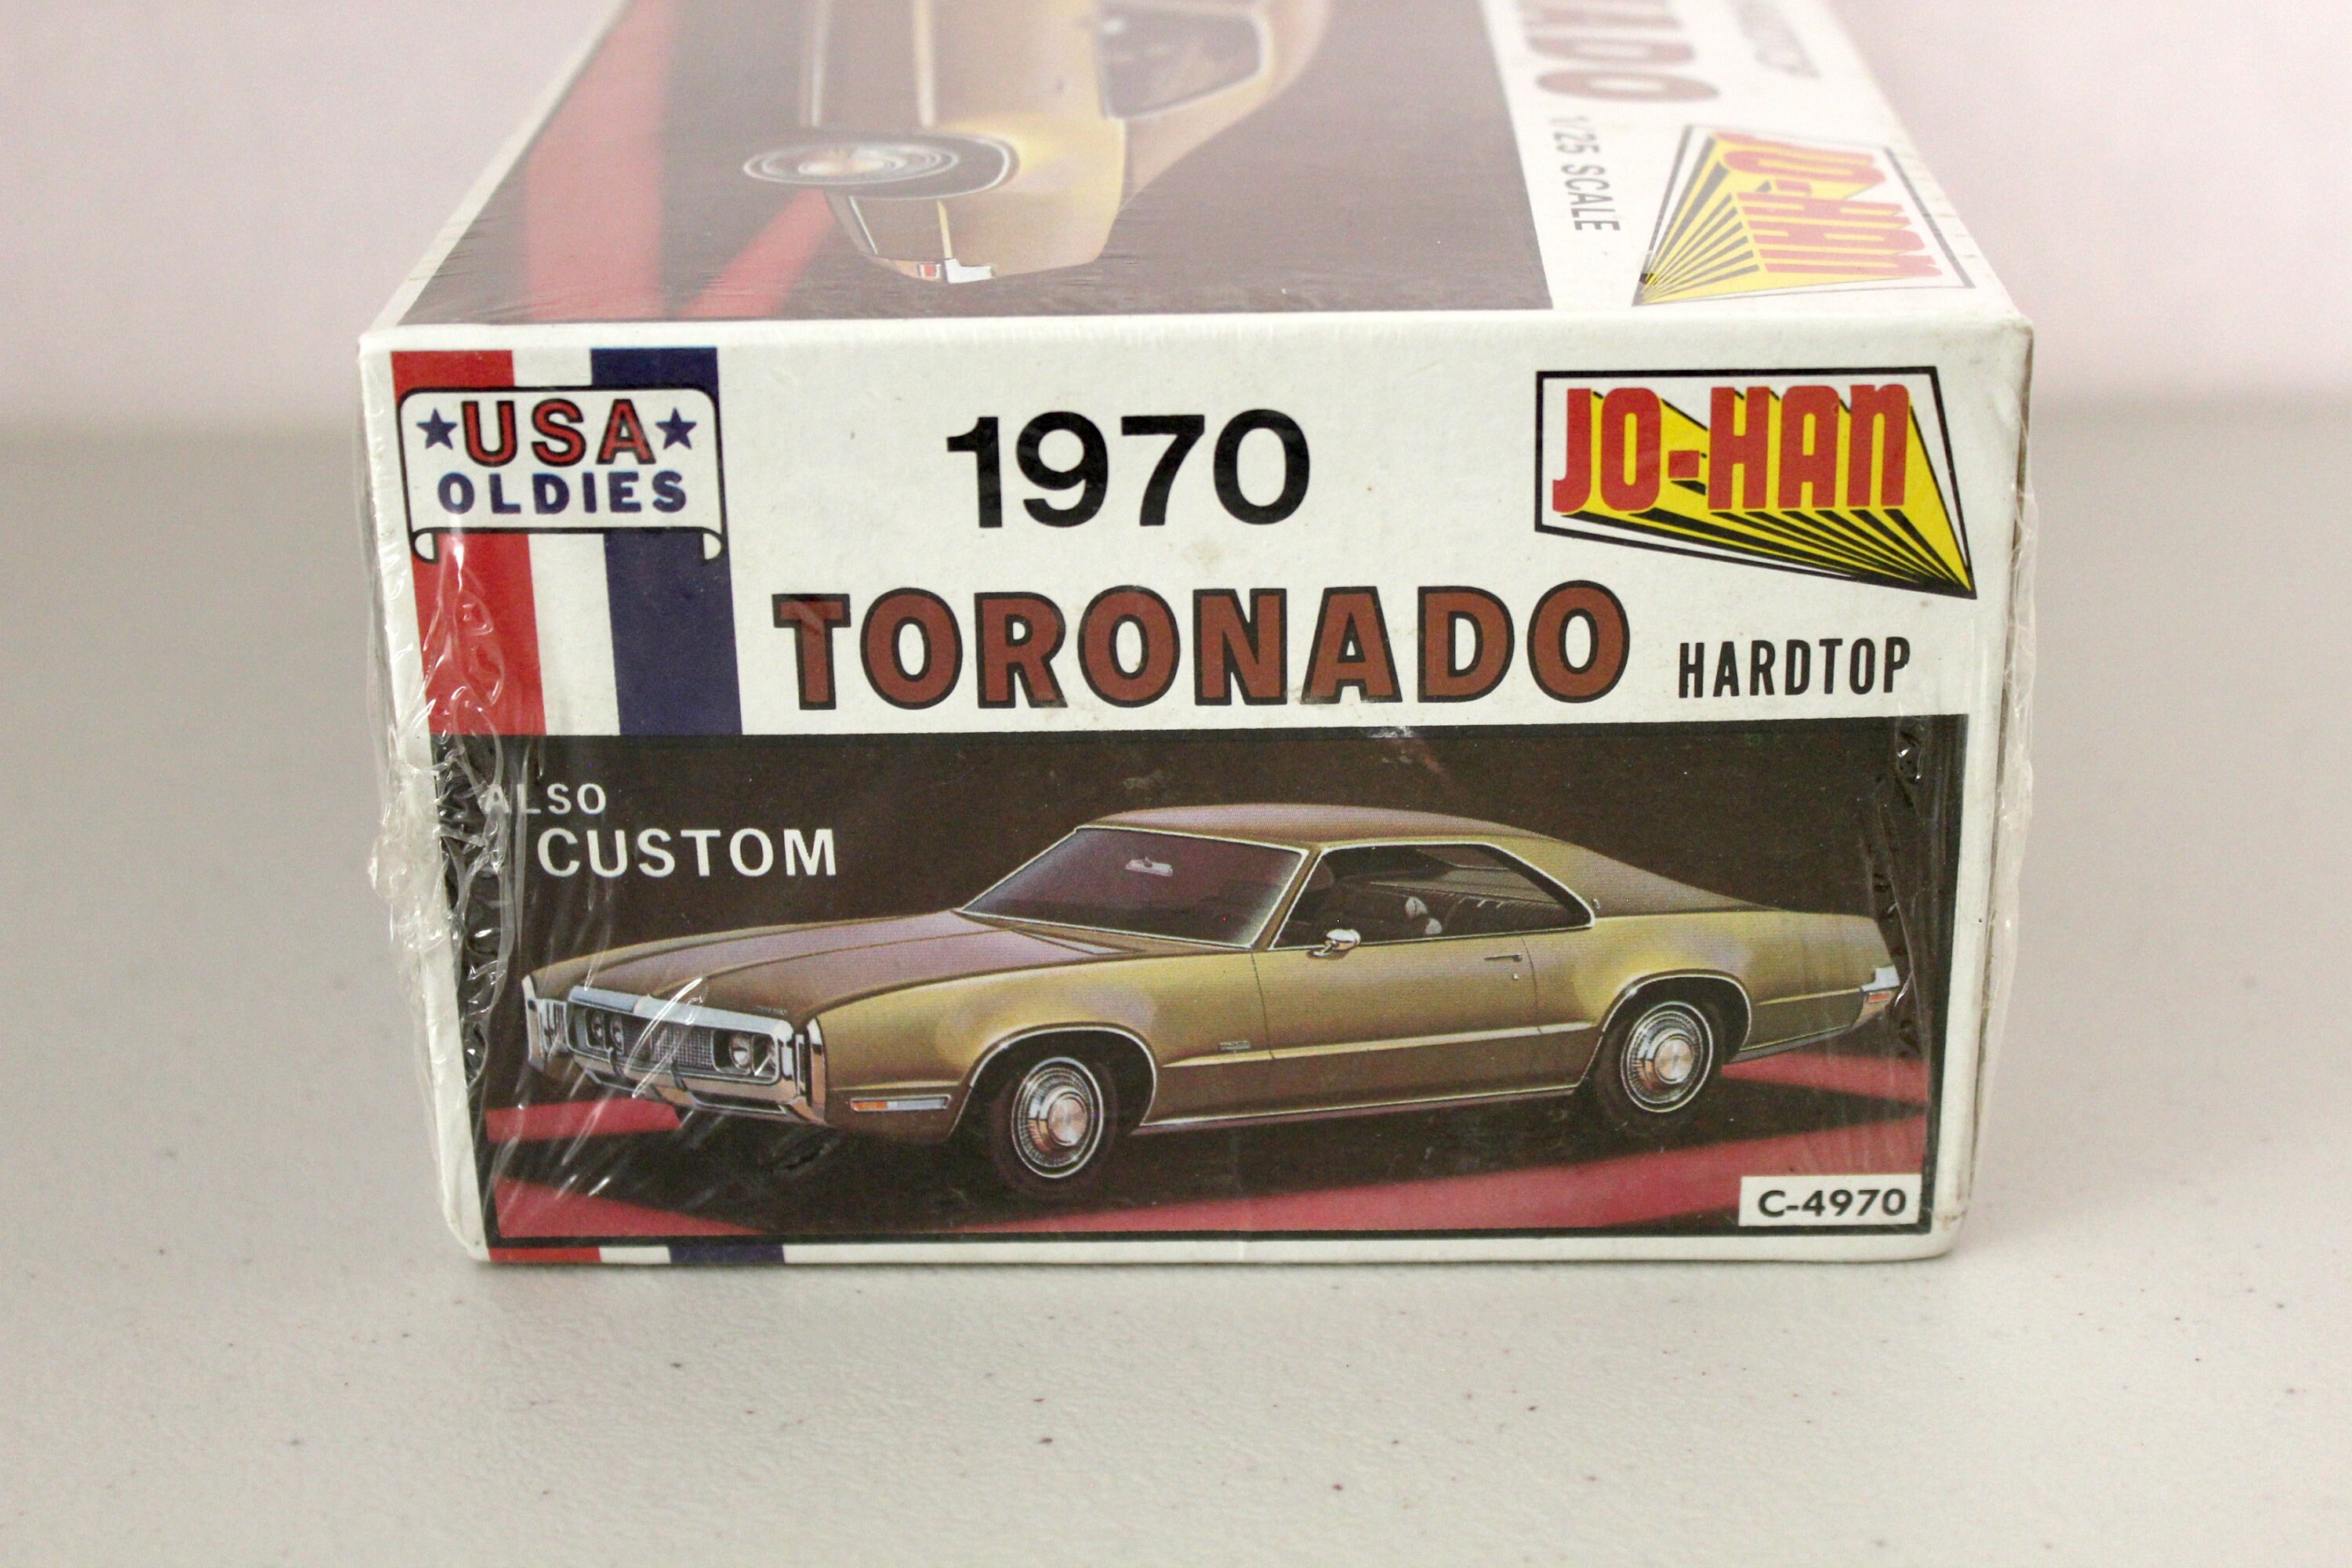 1/25 SCALE
JO-HAN
★USA★
OLDIES
1970
JO-HAN
TORONADO HARDTOP
ALSO
CUSTOM
C-4970